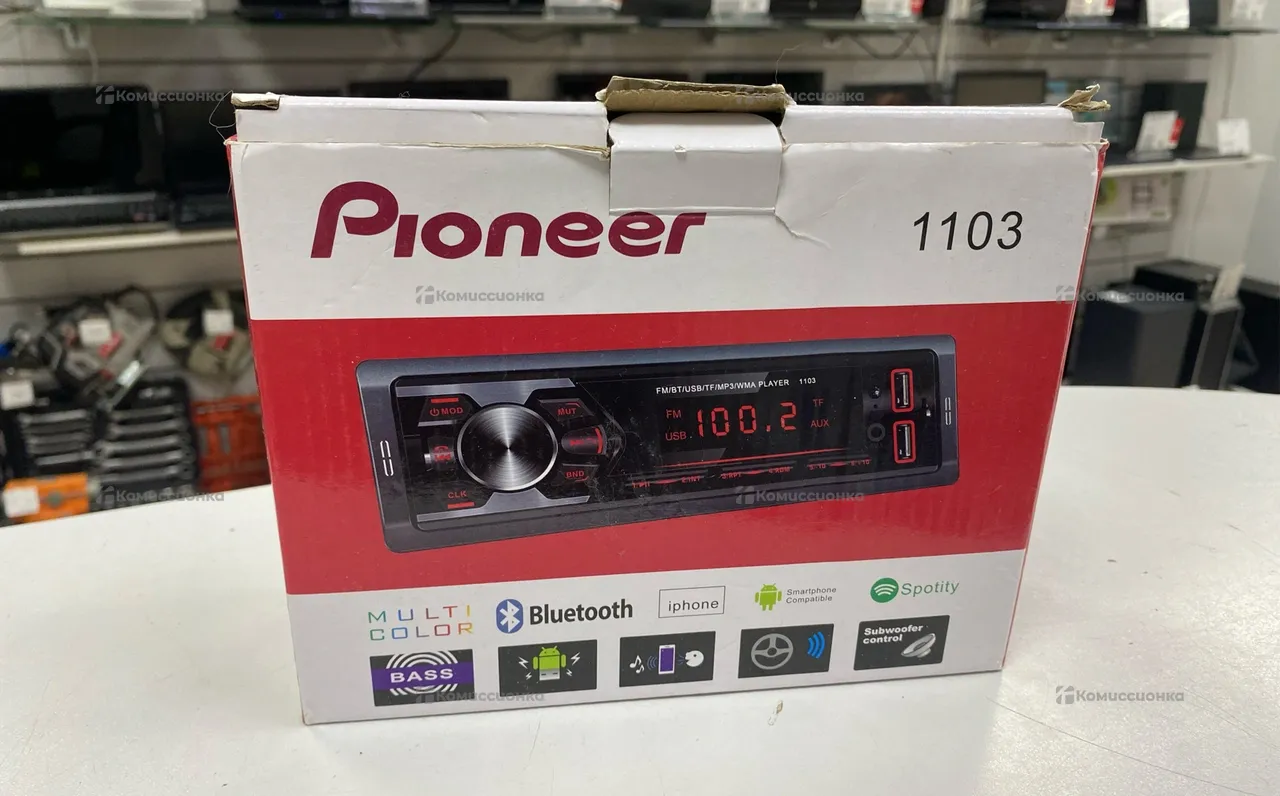 Комиссионка
Комиссионка
Pioneer
1103
Комиссионка
Комиссионка
FM/BT/USB/TF/MP3/WMA PLAYER 1103
MOD
MUT
FM
100.2
TF
USB
AUX
BND
CLK
Комиссионка
Комиссионка
MULTI
COLOR
Bluetooth
iphone
Smartphone
Compatible
Spotity
BASS
Subwoofer
control
Комиссионка
Комиссионка
Комиссионка